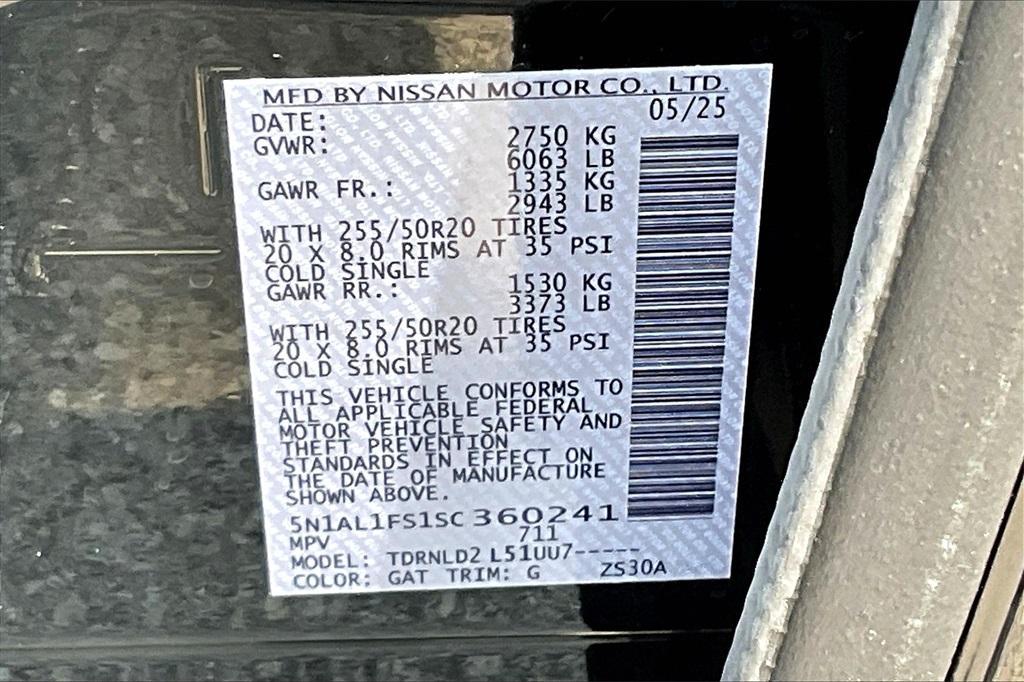 MFD BY NISSAN MOTOR CO., LTD.
DATE: 05/25
GVWR: 2750 KG
6063 LB
GAWR FR.: 1335 KG
2943 LB
WITH 255/50R20 TIRES
20 X 8.0 RIMS AT 35 PSI
COLD SINGLE
GAWR RR.: 1530 KG
3373 LB
WITH 255/50R20 TIRES
20 X 8.0 RIMS AT 35 PSI
COLD SINGLE
THIS VEHICLE CONFORMS TO
ALL APPLICABLE FEDERAL
MOTOR VEHICLE SAFETY AND
THEFT PREVENTION
STANDARDS IN EFFECT ON
THE DATE OF MANUFACTURE
SHOWN ABOVE.
5N1AL1FS1SC 360241
MPV 711
MODEL: TDRNLD2 L51UU7-----
COLOR: GAT TRIM: G ZS30A